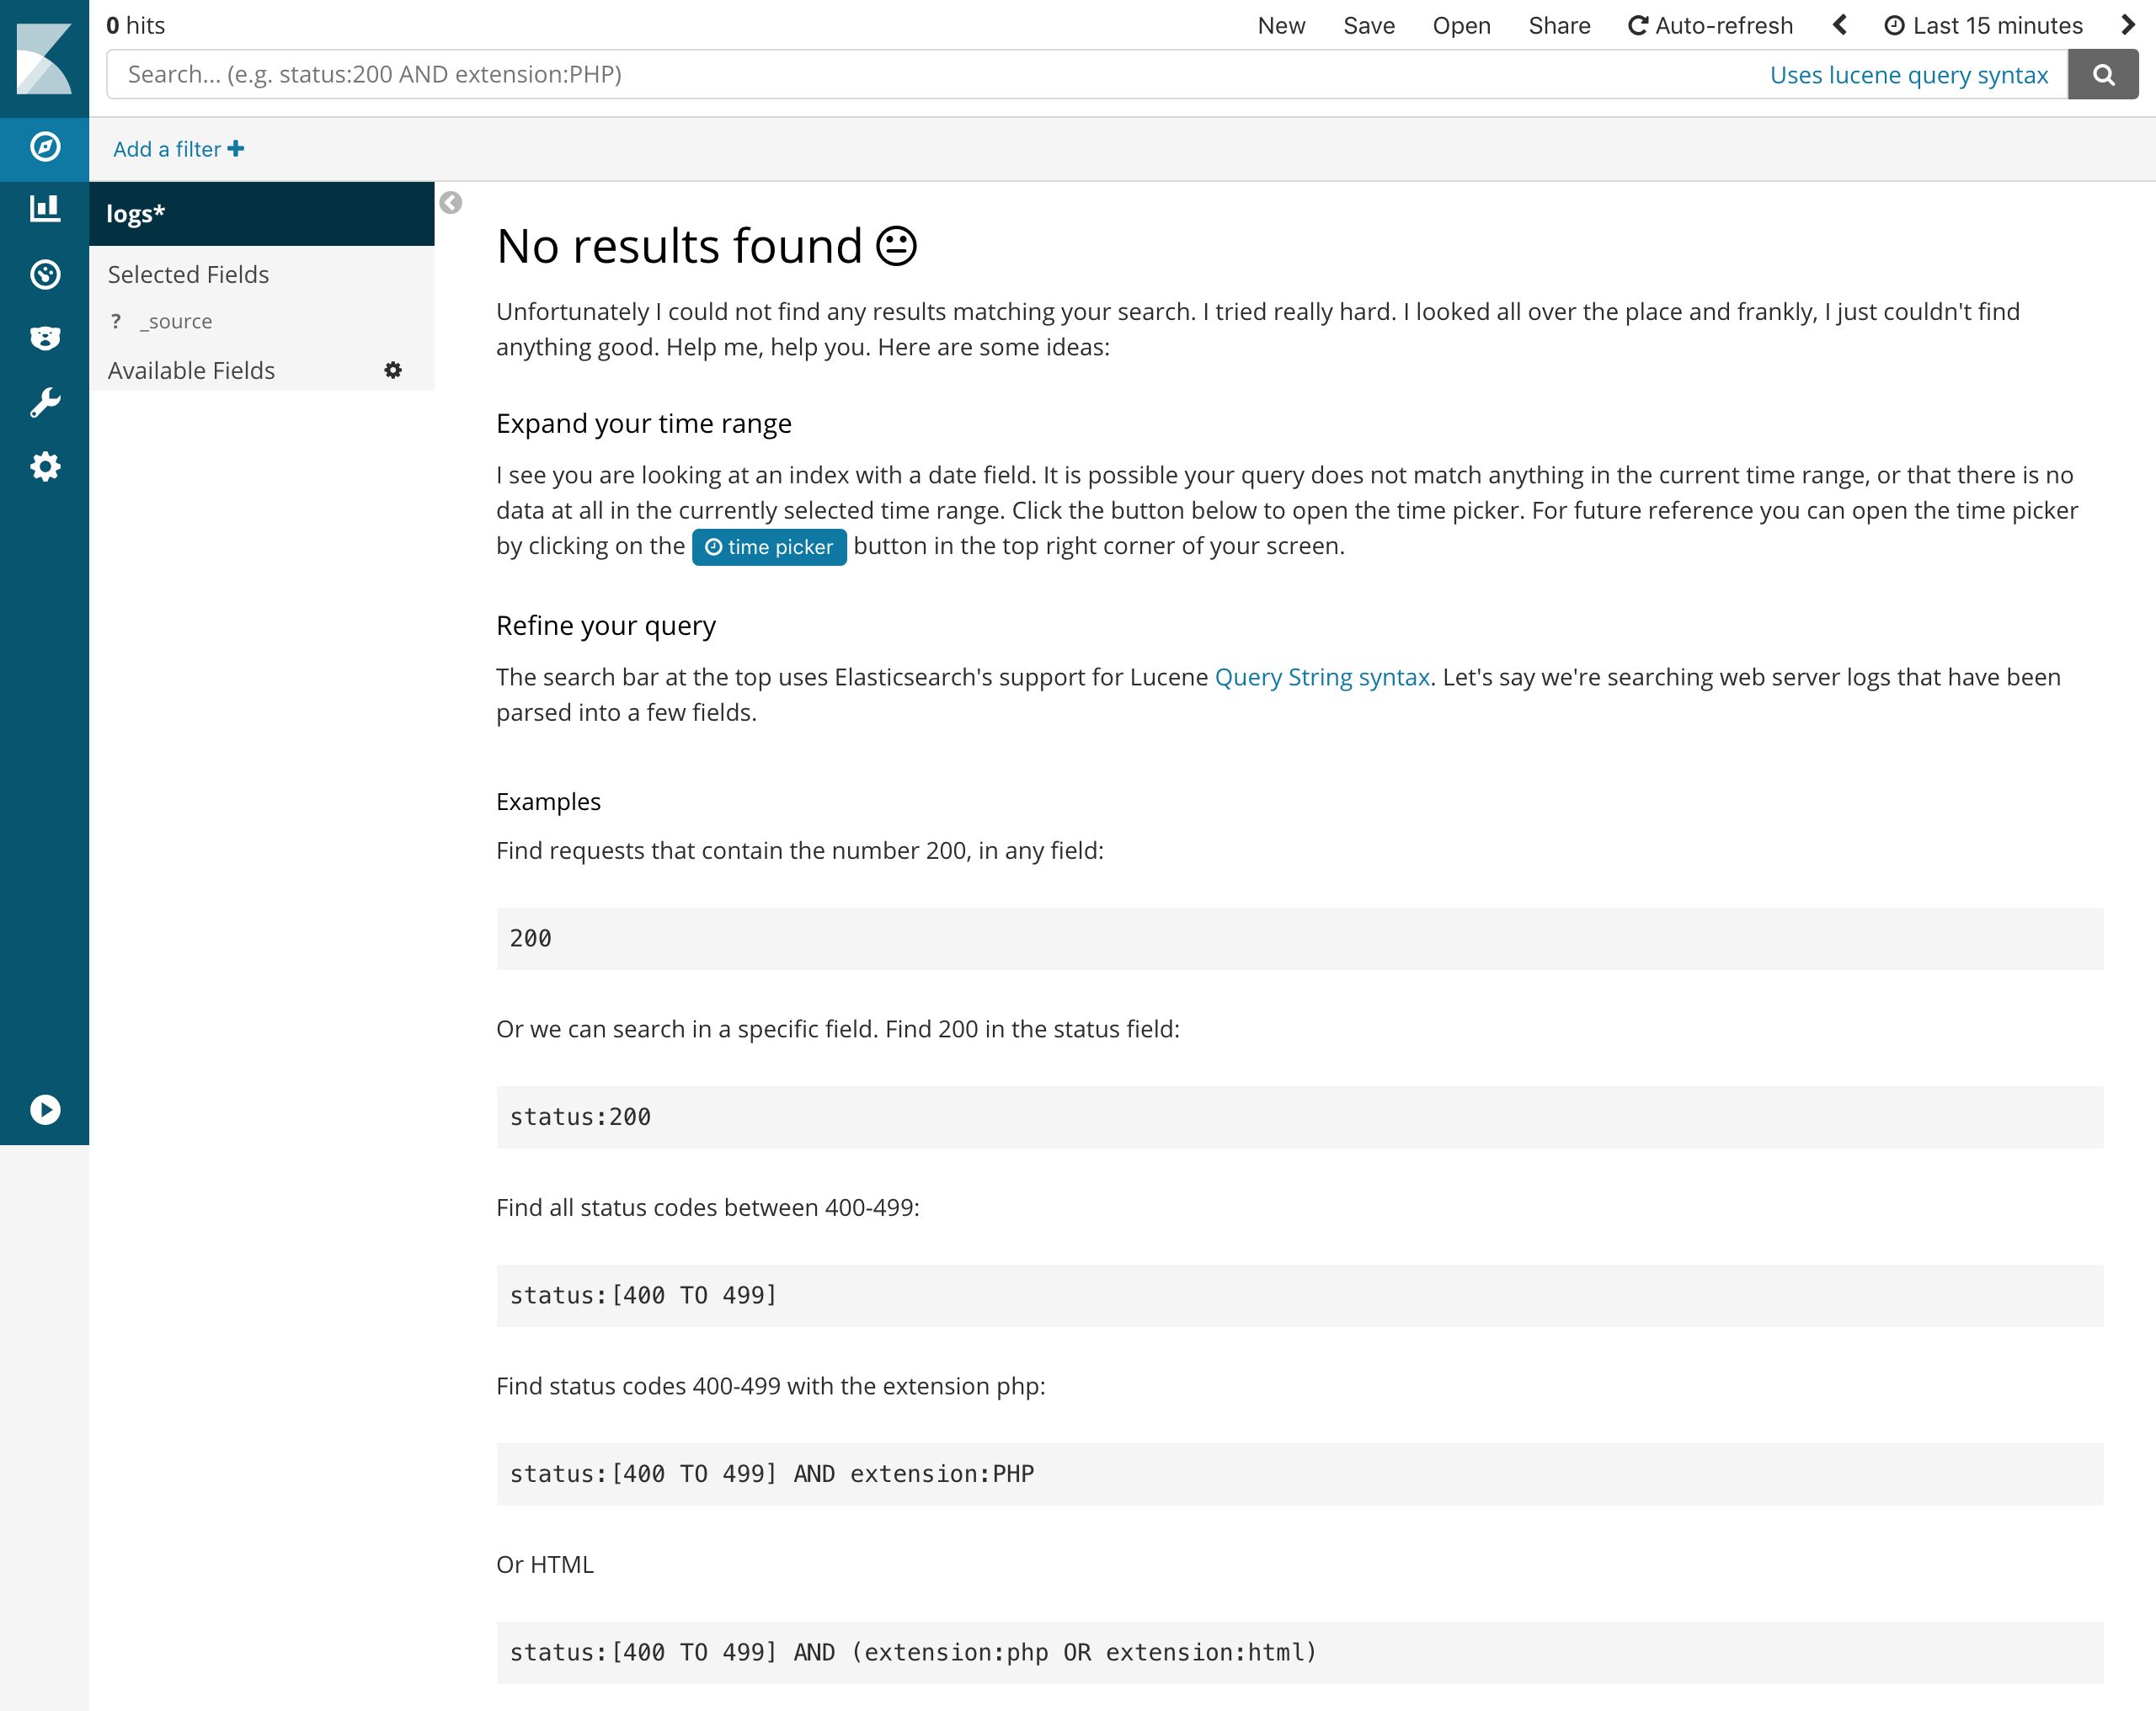 0 hits
New Save Open Share Auto-refresh Last 15 minutes
Search... (e.g. status:200 AND extension:PHP)
Uses lucene query syntax
Add a filter
logs*
Selected Fields
? _source
Available Fields
No results found
Unfortunately I could not find any results matching your search. I tried really hard. I looked all over the place and frankly, I just couldn't find
anything good. Help me, help you. Here are some ideas:
Expand your time range
I see you are looking at an index with a date field. It is possible your query does not match anything in the current time range, or that there is no
data at all in the currently selected time range. Click the button below to open the time picker. For future reference you can open the time picker
by clicking on the time picker button in the top right corner of your screen.
Refine your query
The search bar at the top uses Elasticsearch's support for Lucene Query String syntax. Let's say we're searching web server logs that have been
parsed into a few fields.
Examples
Find requests that contain the number 200, in any field:
200
Or we can search in a specific field. Find 200 in the status field:
status:200
Find all status codes between 400-499:
status:[400 TO 499]
Find status codes 400-499 with the extension php:
status:[400 TO 499] AND extension:PHP
Or HTML
status:[400 TO 499] AND (extension:php OR extension:html)